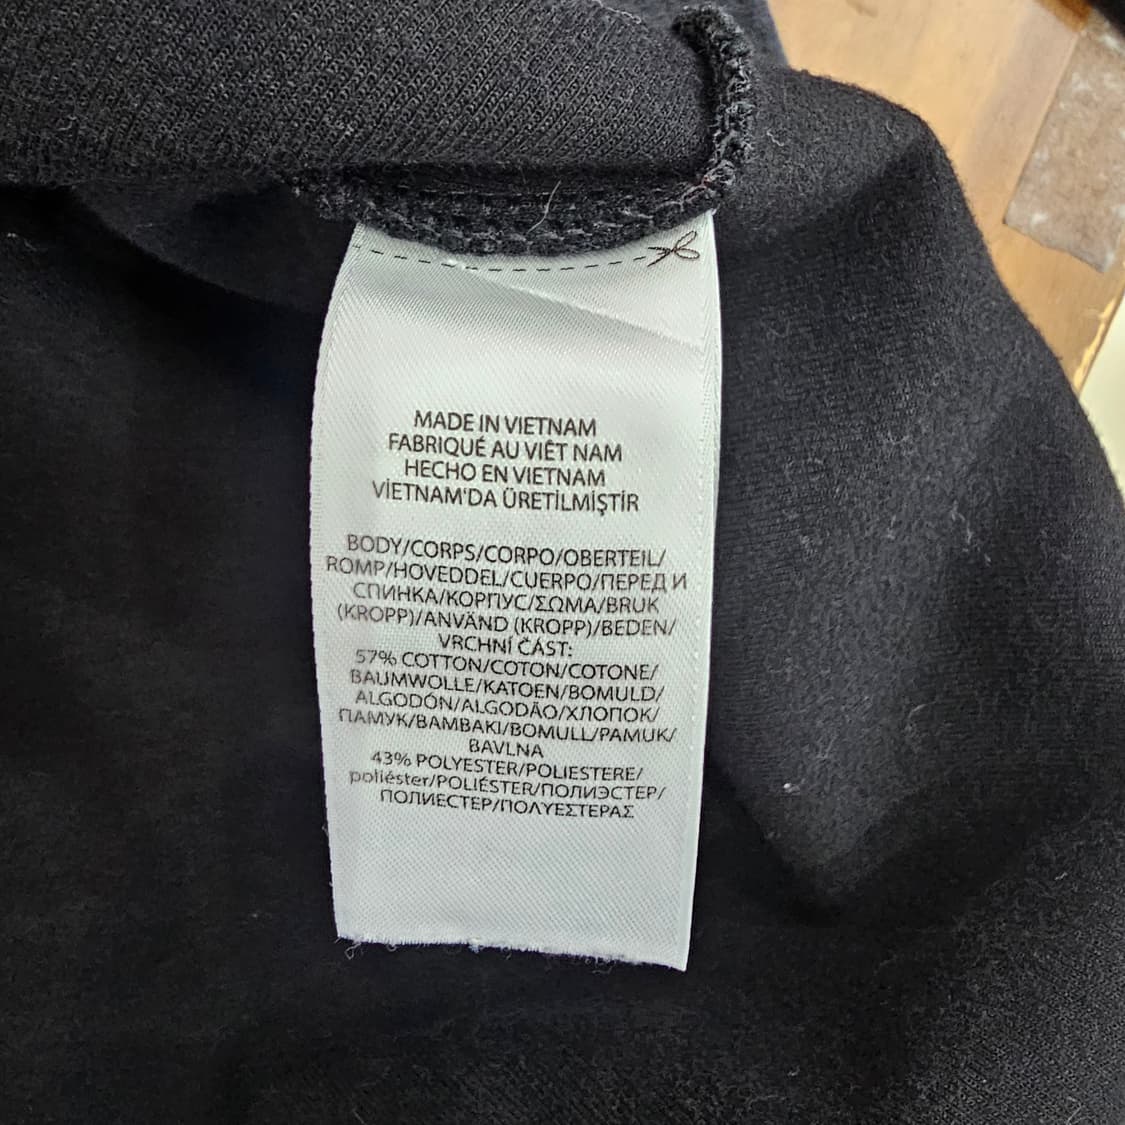 MADE IN VIETNAM
FABRIQUÉ AU VIÊT NAM
HECHO EN VIETNAM
VİETNAM'DA ÜRETİLMİŞTİR
BODY/CORPS/CORPO/OBERTEIL/
ROMP/HOVEDDEL/CUERPO/ПЕРЕД И
СПИНКА/КОРПУС/ΣΩΜΑ/BRUK
(KROPP)/ANVÄND (KROPP)/BEDEN/
VRCHNÍ ČÁST:
57% COTTON/COTON/COTONE/
BAUMWOLLE/KATOEN/BOMULD/
ALGODÓN/ALGODÃO/ХЛОПОК/
ПАМУК/BAMBAKI/BOMULL/PAMUK/
BAVLNA
43% POLYESTER/POLIESTERE/
poliéster/POLIÉSTER/ПОЛИЭСТЕР/
ПОЛИЕСТЕР/ΠΟΛΥΕΣΤΕΡΑΣ